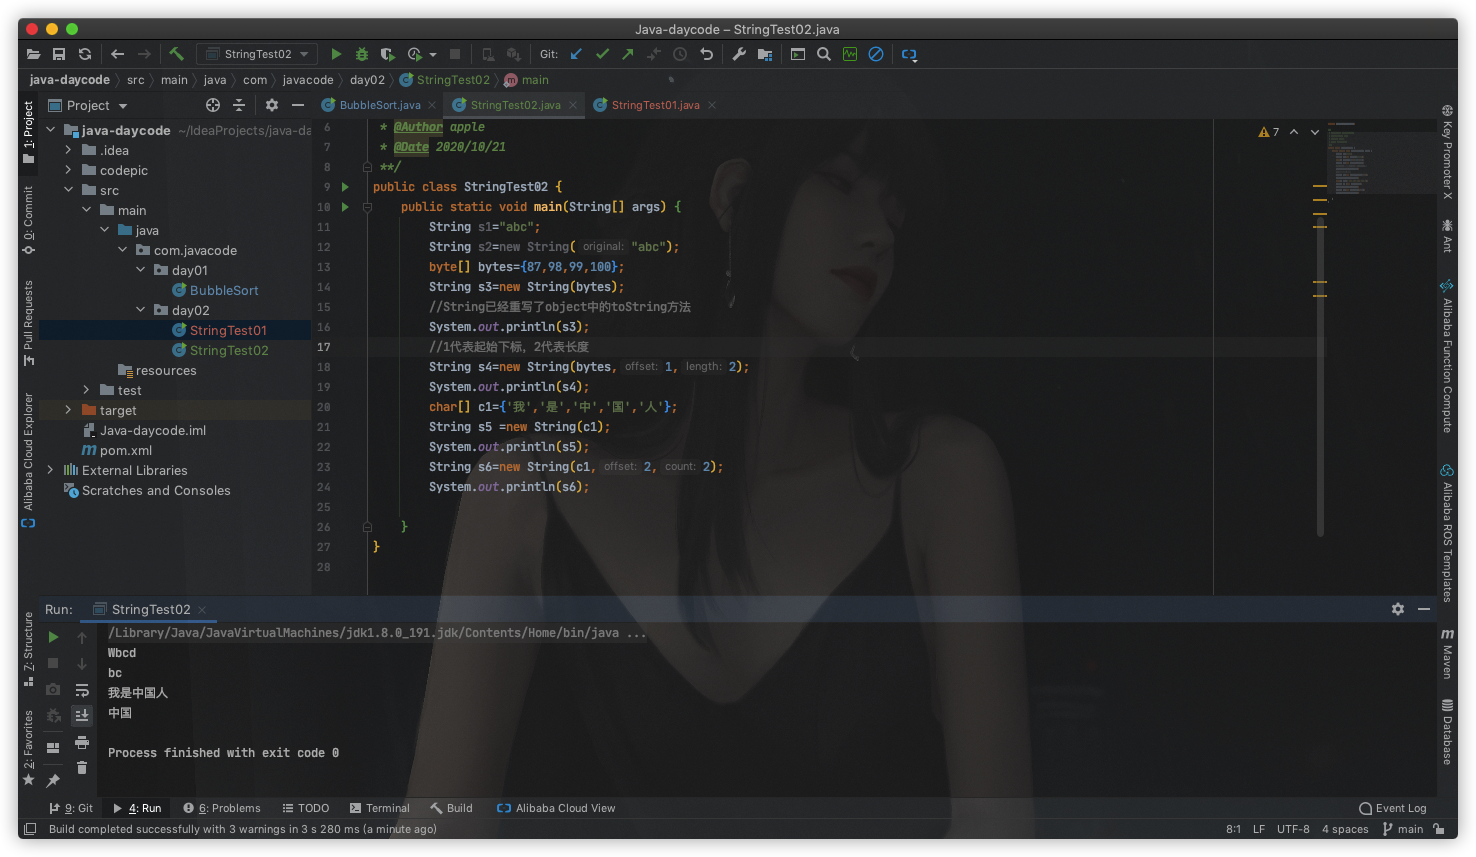 Java-daycode – StringTest02.java
StringTest02
Git:
java-daycode src main java com javacode day02 StringTest02 main
Project
BubbleSort.java
StringTest02.java
StringTest01.java
java-daycode ~/IdeaProjects/java-da
.idea
codepic
src
main
java
com.javacode
day01
BubbleSort
day02
StringTest01
StringTest02
resources
test
target
Java-daycode.iml
pom.xml
External Libraries
Scratches and Consoles
1: Project
0: Commit
Pull Requests
Alibaba Cloud Explorer
7: Structure
2: Favorites
7
6 * @Author apple
7 * @Date 2020/10/21
8 **/
9 public class StringTest02 {
10 public static void main(String[] args) {
11 String s1="abc";
12 String s2=new String( original: "abc");
13 byte[] bytes={87,98,99,100};
14 String s3=new String(bytes);
15 //String已经重写了object中的toString方法
16 System.out.println(s3);
17 //1代表起始下标，2代表长度
18 String s4=new String(bytes, offset: 1, length: 2);
19 System.out.println(s4);
20 char[] c1={'我','是','中','国','人'};
21 String s5 =new String(c1);
22 System.out.println(s5);
23 String s6=new String(c1, offset: 2, count: 2);
24 System.out.println(s6);
25
26 }
27 }
28
Key Promoter X
Ant
Alibaba Function Compute
Alibaba ROS Templates
Maven
Database
Run: StringTest02
/Library/Java/JavaVirtualMachines/jdk1.8.0_191.jdk/Contents/Home/bin/java ...
Wbcd
bc
我是中国人
中国
Process finished with exit code 0
9: Git 4: Run 6: Problems TODO Terminal Build Alibaba Cloud View Event Log
Build completed successfully with 3 warnings in 3 s 280 ms (a minute ago) 8:1 LF UTF-8 4 spaces main